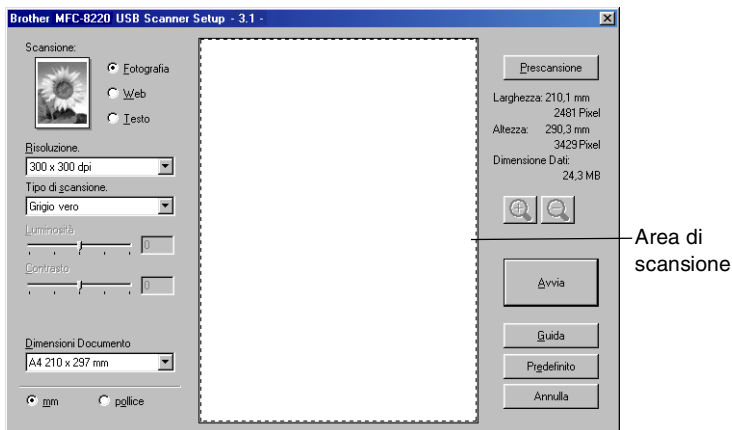 Brother MFC-8220 USB Scanner Setup - 3.1 -
Scansione:
Fotografia
Web
Testo
Risoluzione.
300 x 300 dpi
Tipo di scansione.
Grigio vero
Luminosità
0
Contrasto
0
Dimensioni Documento
A4 210 x 297 mm
mm
pollice
Prescansione
Larghezza: 210,1 mm
2481 Pixel
Altezza: 290,3 mm
3429 Pixel
Dimensione Dati:
24,3 MB
Avvia
Guida
Predefinito
Annulla
Area di
scansione